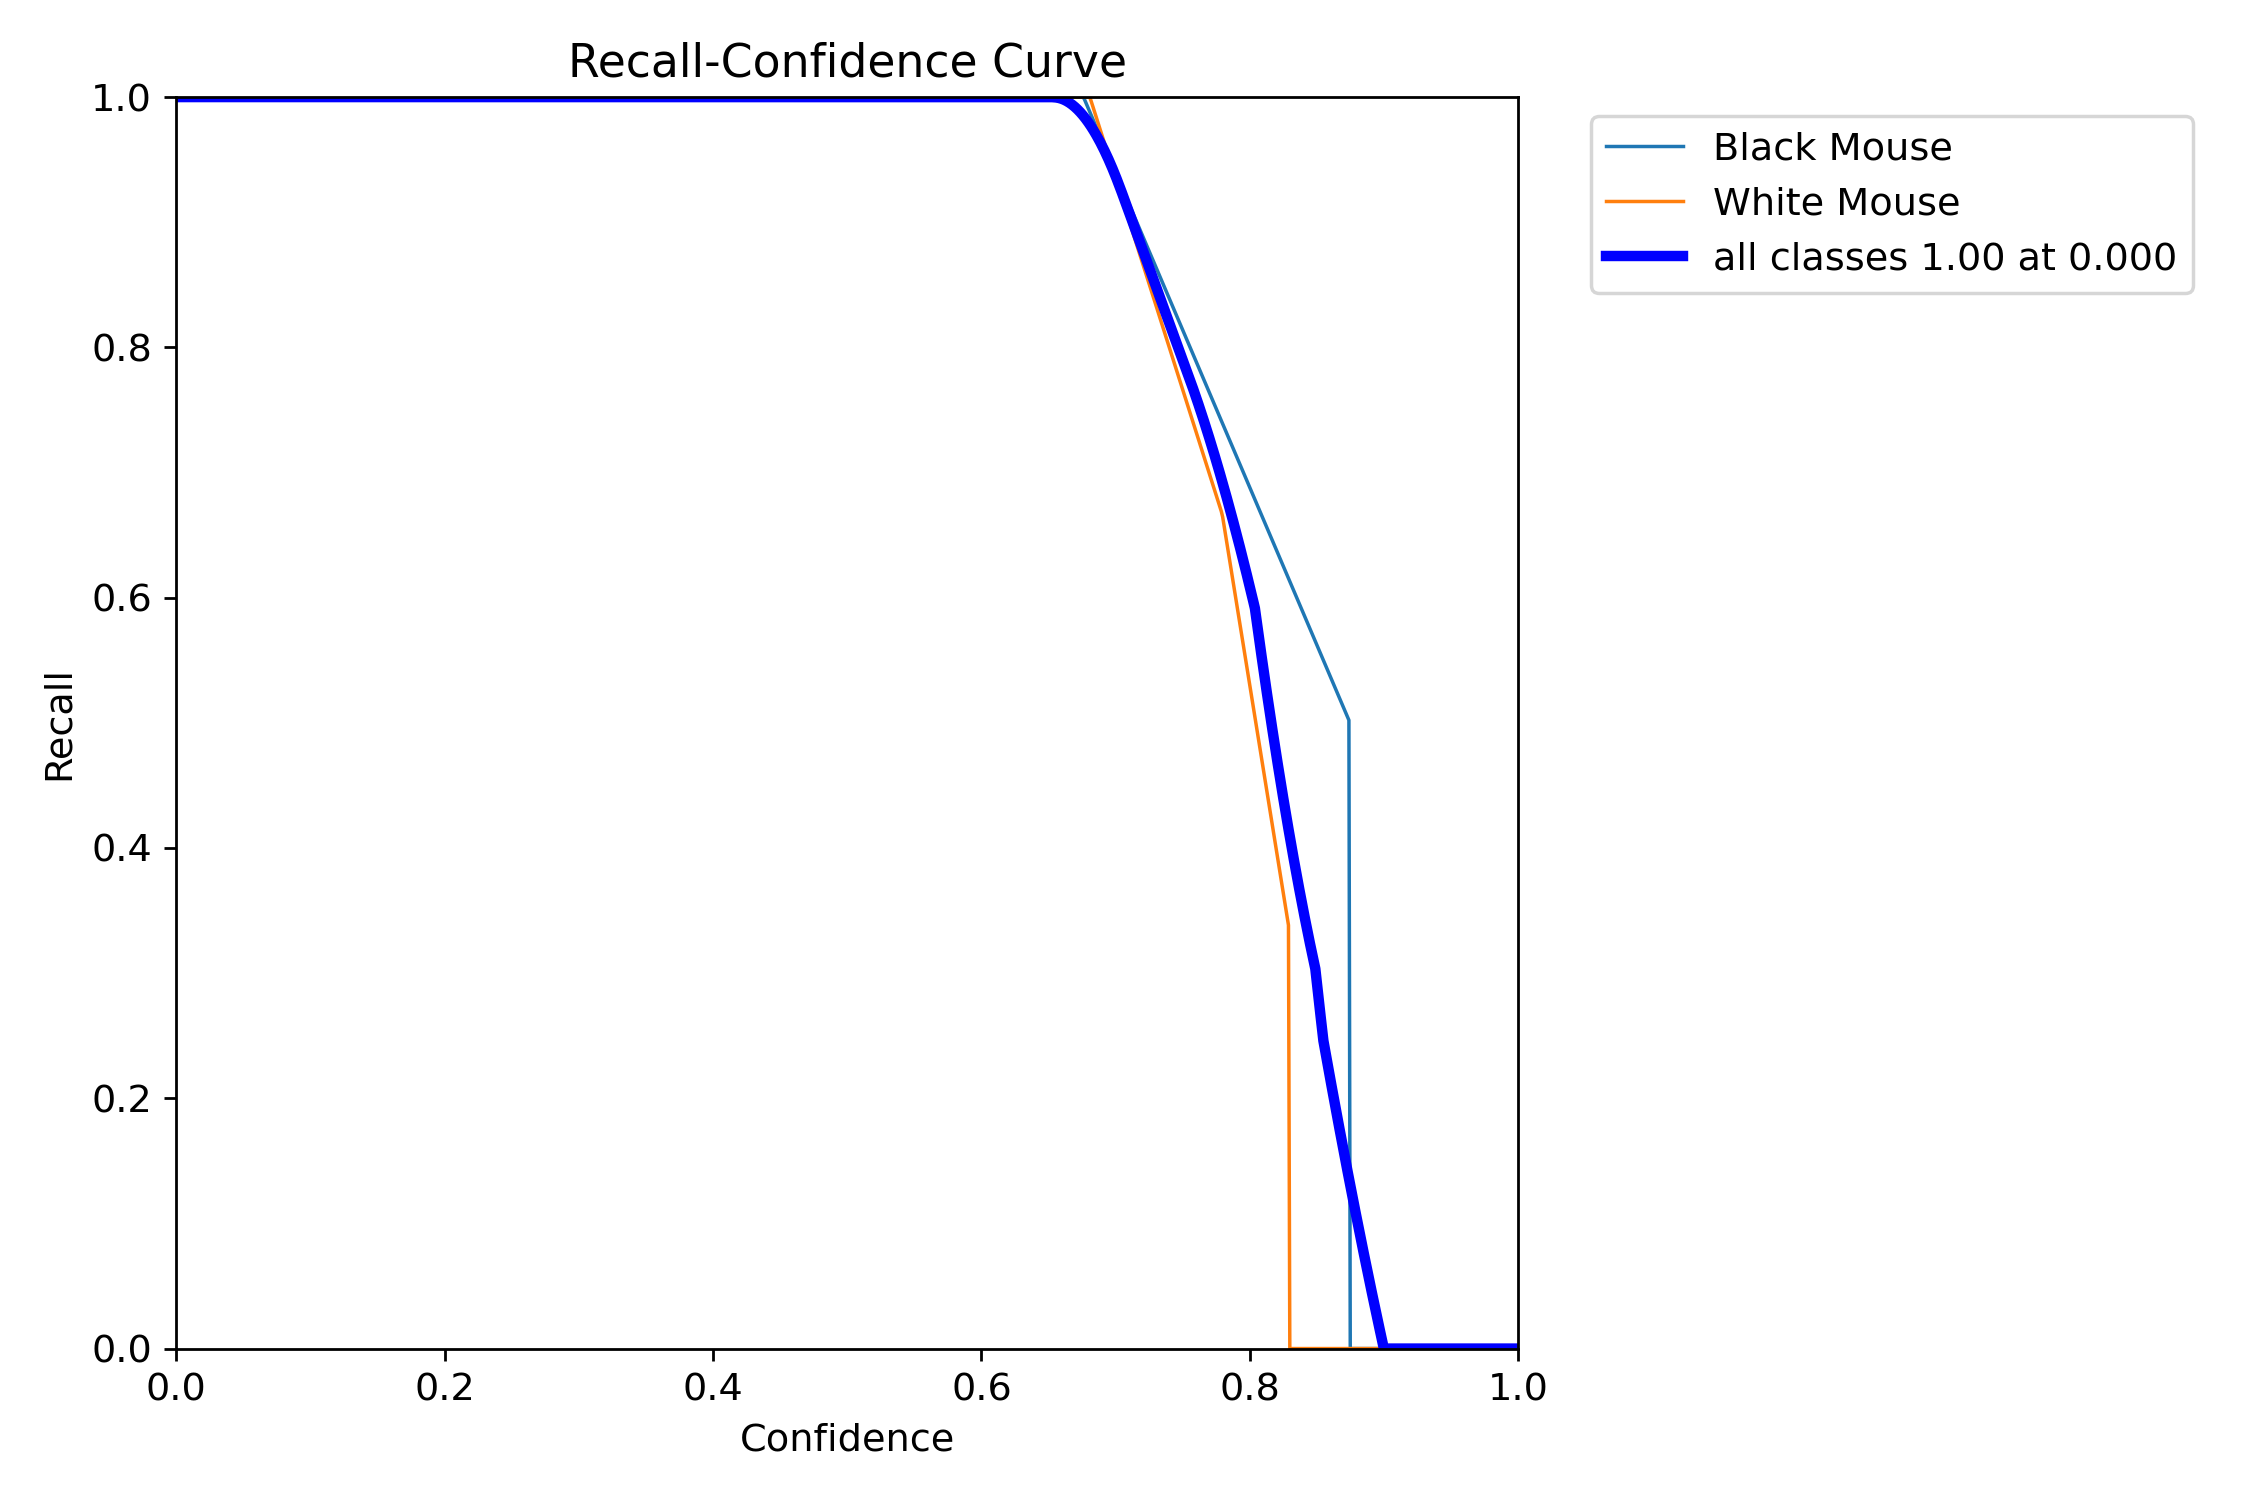 Recall-Confidence Curve
1.0
0.8
0.6
0.4
0.2
0.0
Recall
0.0 0.2 0.4 0.6 0.8 1.0
Confidence
Black Mouse
White Mouse
all classes 1.00 at 0.000